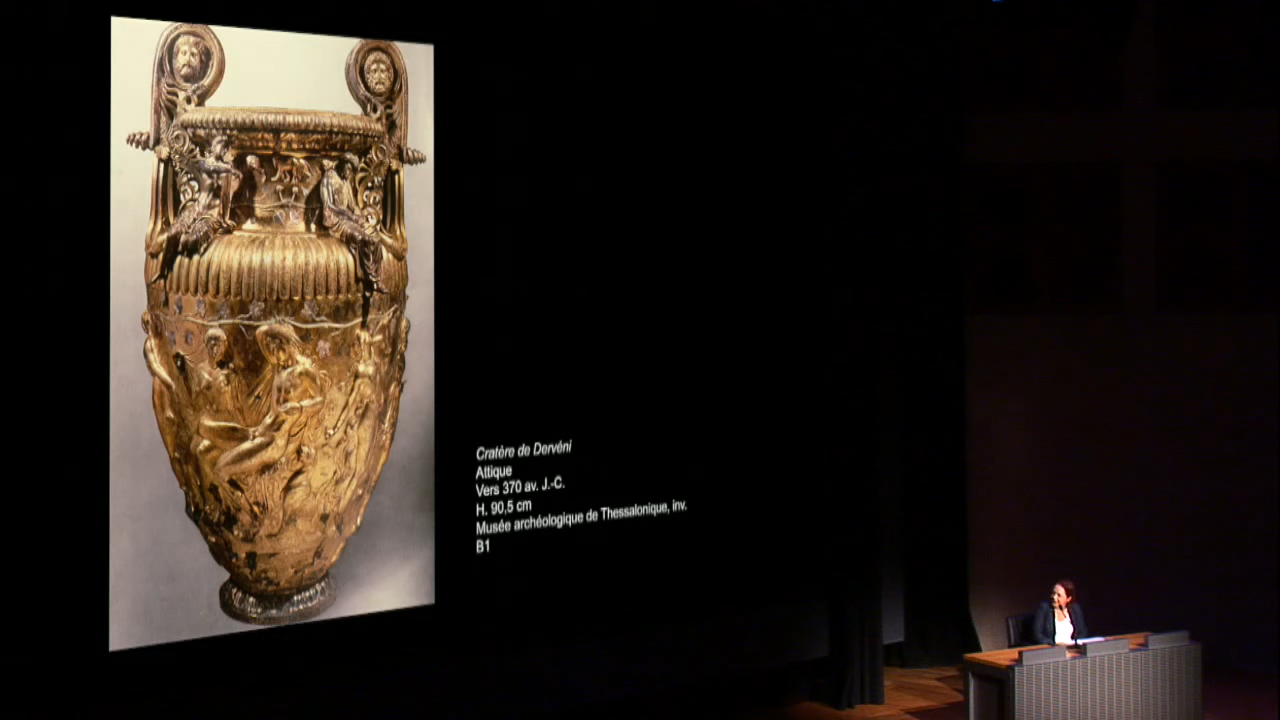 Cratère de Dervéni
Attique
Vers 370 av. J.-C.
H. 90,5 cm
Musée archéologique de Thessalonique, inv.
B1